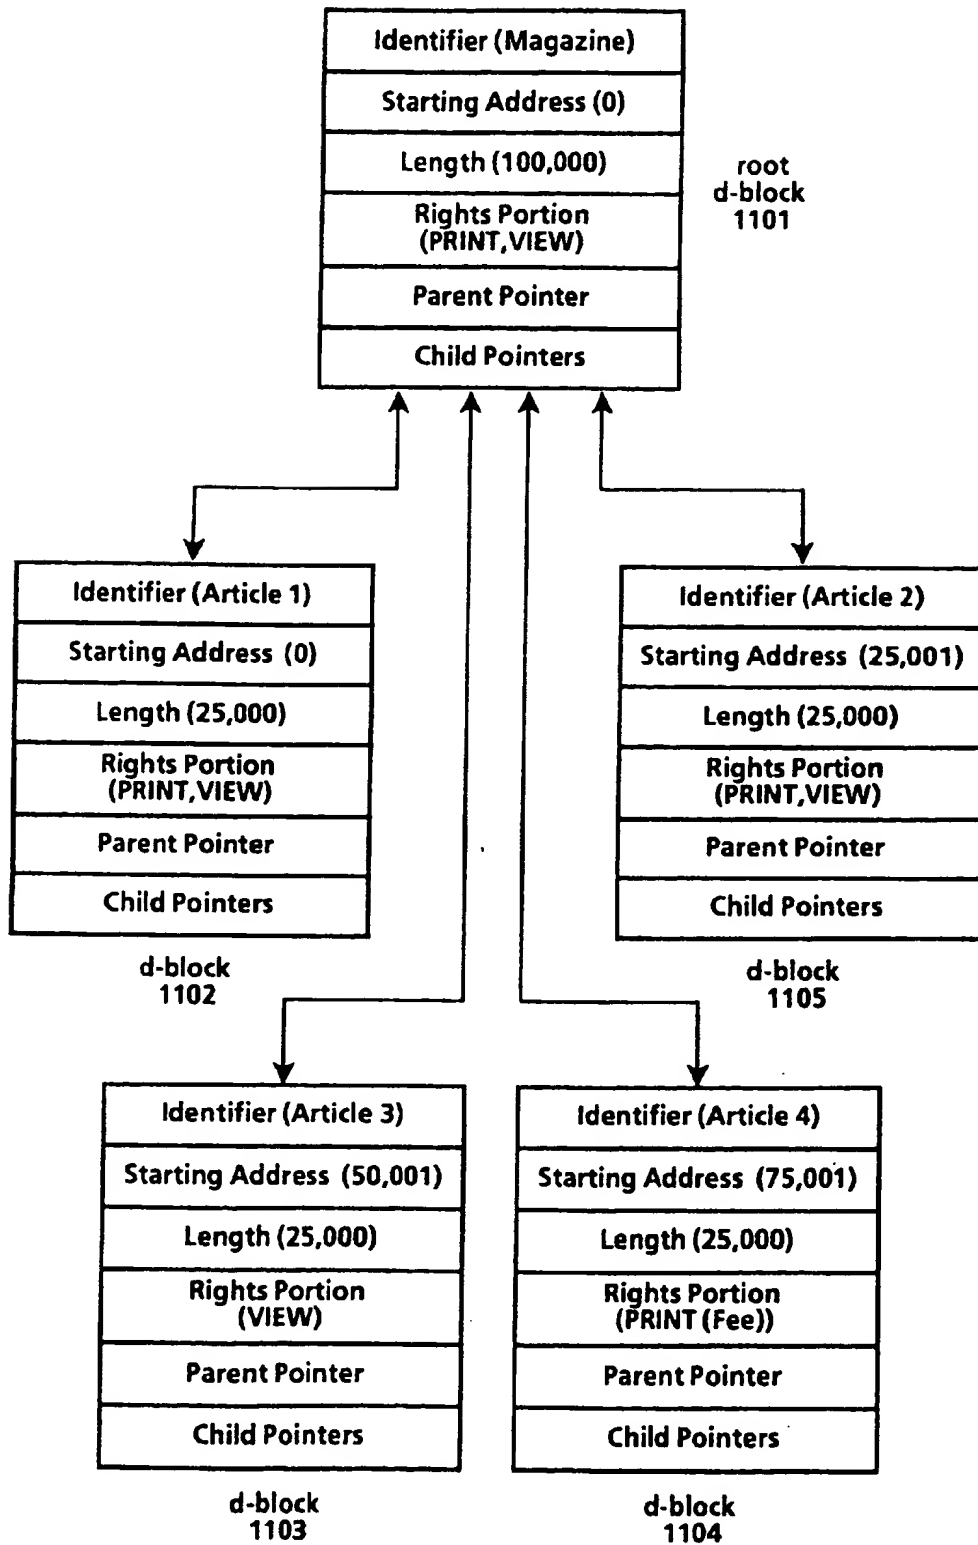 Identifier (Magazine)
Starting Address (0)
Length (100,000)
Rights Portion
(PRINT,VIEW)
Parent Pointer
Child Pointers
root
d-block
1101
Identifier (Article 1)
Starting Address (0)
Length (25,000)
Rights Portion
(PRINT,VIEW)
Parent Pointer
Child Pointers
d-block
1102
Identifier (Article 2)
Starting Address (25,001)
Length (25,000)
Rights Portion
(PRINT,VIEW)
Parent Pointer
Child Pointers
d-block
1105
Identifier (Article 3)
Starting Address (50,001)
Length (25,000)
Rights Portion
(VIEW)
Parent Pointer
Child Pointers
d-block
1103
Identifier (Article 4)
Starting Address (75,001)
Length (25,000)
Rights Portion
(PRINT (Fee))
Parent Pointer
Child Pointers
d-block
1104